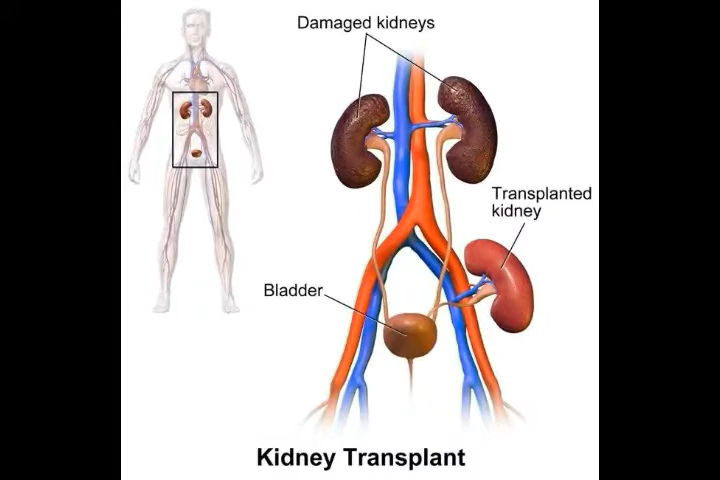 Damaged kidneys
Transplanted
kidney
Bladder
Kidney Transplant